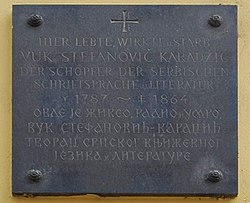 HIER LEBTE, WIRKTE, STARB
VUK STEFANOVIĆ KARADŽIĆ
DER SCHÖPFER DER SERBISCHEN
SCHRIFTSPRACHE u LITERATUR
* 1787 ~ † 1864
ОВДЕ ЈЕ ЖИВЕО, РАДИО и УМРО,
ВУК СТЕФАНОВИЋ-КАРАЏИЋ
ТВОРАЦ СРПСКОГ КЊИЖЕВНОГ
ЈЕЗИКА и ЛИТЕРАТУРЕ